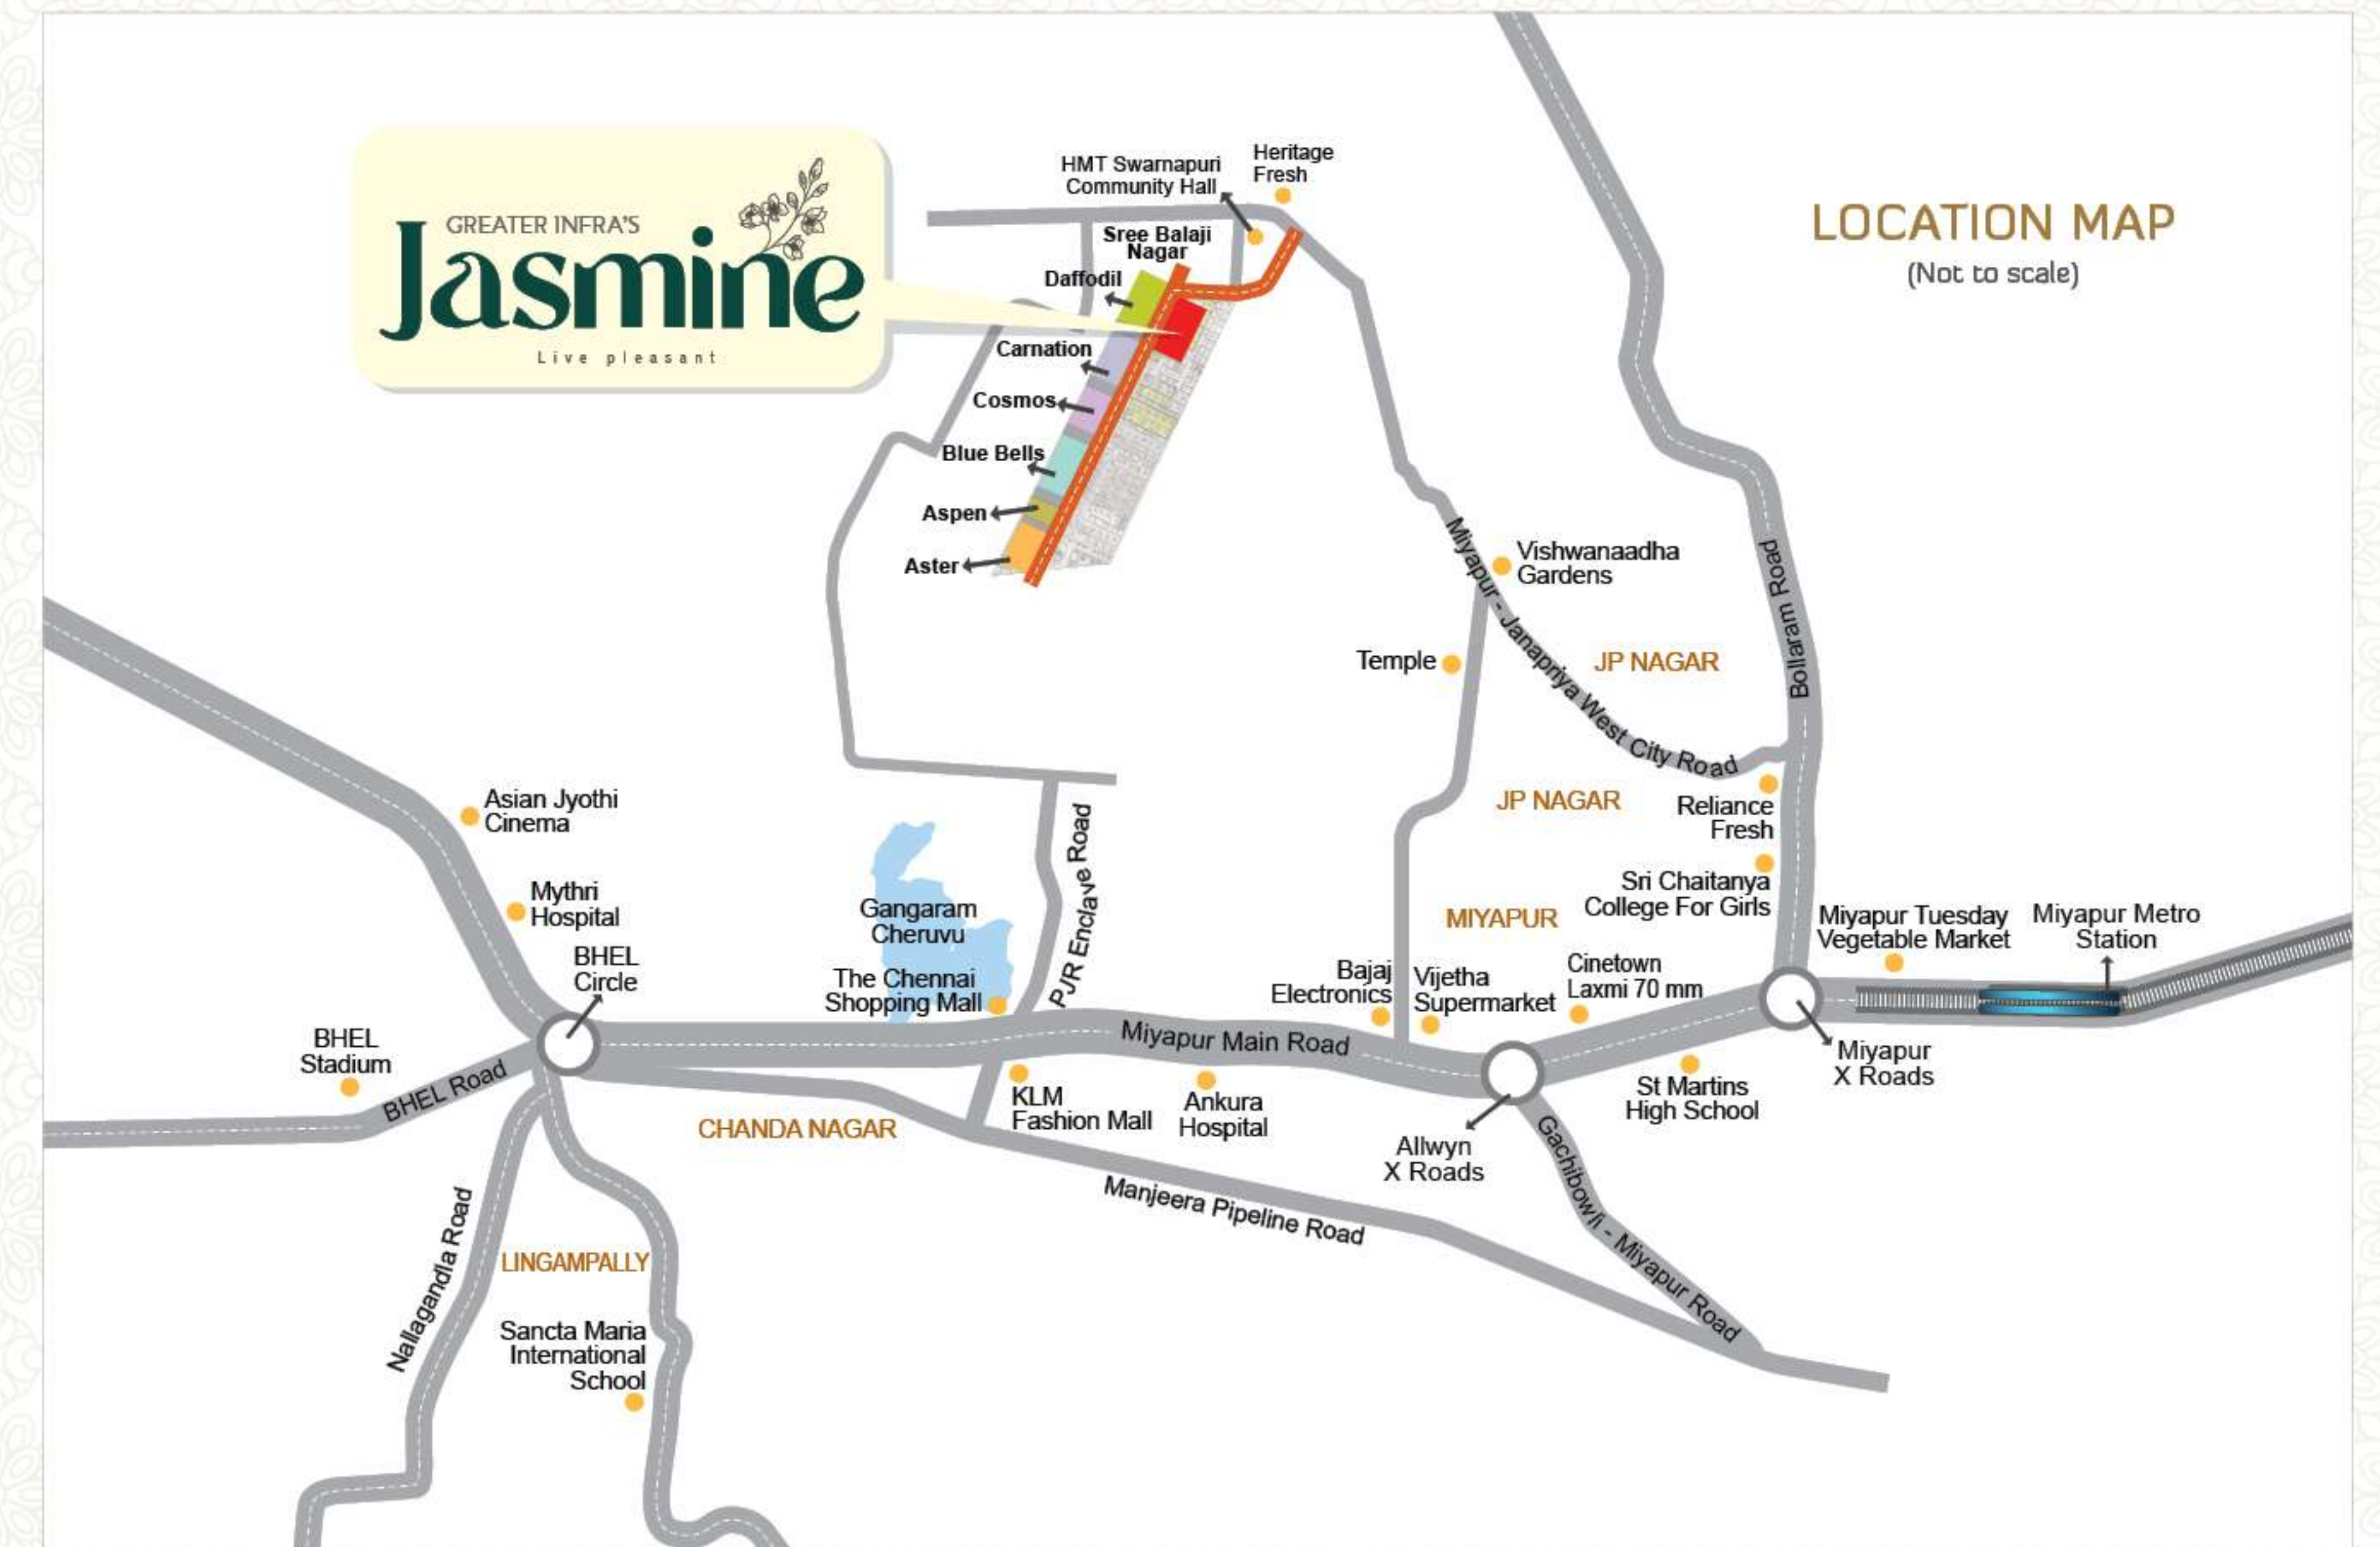 GREATER INFRA'S
Jasmine
Live pleasant
LOCATION MAP
(Not to scale)
HMT Swarnapuri
Community Hall
Heritage
Fresh
Sree Balaji
Nagar
Daffodil
Carnation
Cosmos
Blue Bells
Aspen
Aster
Vishwanaadha
Gardens
Miyapur - Janapriya West City Road
Bollaram Road
Temple
JP NAGAR
JP NAGAR
Reliance
Fresh
Sri Chaitanya
College For Girls
MIYAPUR
Miyapur Tuesday
Vegetable Market
Miyapur Metro
Station
Asian Jyothi
Cinema
Mythri
Hospital
BHEL
Circle
Gangaram
Cheruvu
The Chennai
Shopping Mall
PJR Enclave Road
Bajaj
Electronics
Vijetha
Supermarket
Cinetown
Laxmi 70 mm
BHEL
Stadium
BHEL Road
Miyapur Main Road
KLM
Fashion Mall
Ankura
Hospital
Allwyn
X Roads
St Martins
High School
Miyapur
X Roads
CHANDA NAGAR
Manjeera Pipeline Road
Gachibowli - Miyapur Road
Nallagandla Road
LINGAMPALLY
Sancta Maria
International
School